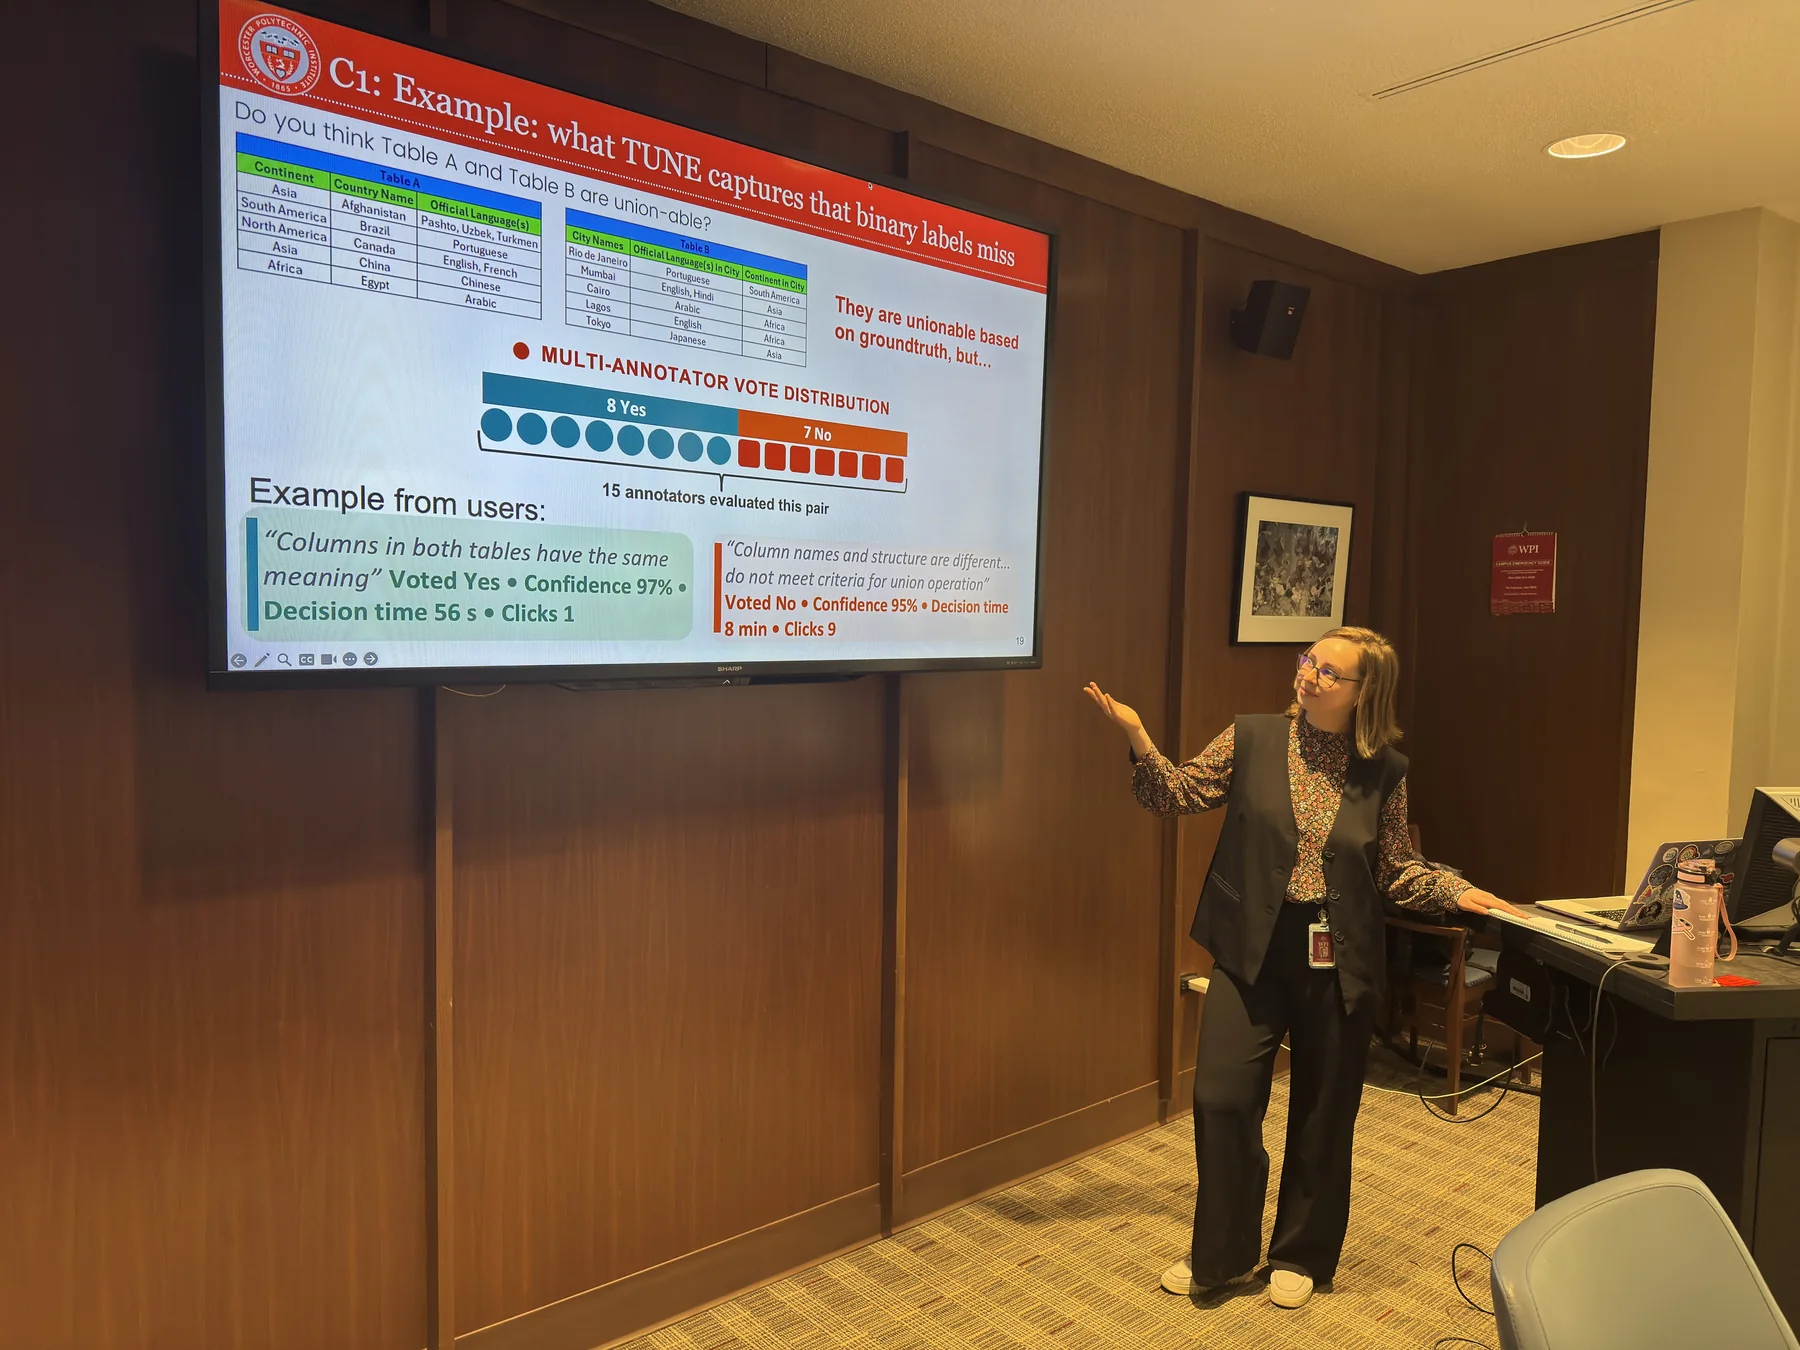 WORCESTER POLYTECHNIC INSTITUTE
1865
C1: Example: what TUNE captures that binary labels miss
Do you think Table A and Table B are union-able?
Table A
Continent Country Name Official Language(s)
Asia Afghanistan Pashto, Uzbek, Turkmen
South America Brazil Portuguese
North America Canada English, French
Asia China Chinese
Africa Egypt Arabic
Table B
City Names Official Language(s) in City Continent in City
Rio de Janeiro Portuguese South America
Mumbai English, Hindi Asia
Cairo Arabic Africa
Lagos English Africa
Tokyo Japanese Asia
They are unionable based
on groundtruth, but...
MULTI-ANNOTATOR VOTE DISTRIBUTION
8 Yes
7 No
15 annotators evaluated this pair
Example from users:
“Columns in both tables have the same
meaning” Voted Yes • Confidence 97% •
Decision time 56 s • Clicks 1
“Column names and structure are different...
do not meet criteria for union operation”
Voted No • Confidence 95% • Decision time
8 min • Clicks 9
19
CC
SHARP
WPI
CAMPUS EMERGENCY GUIDE
WPI